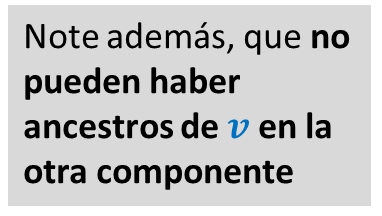 Note además, que no
pueden haber
ancestros de 𝒗 en la
otra componente